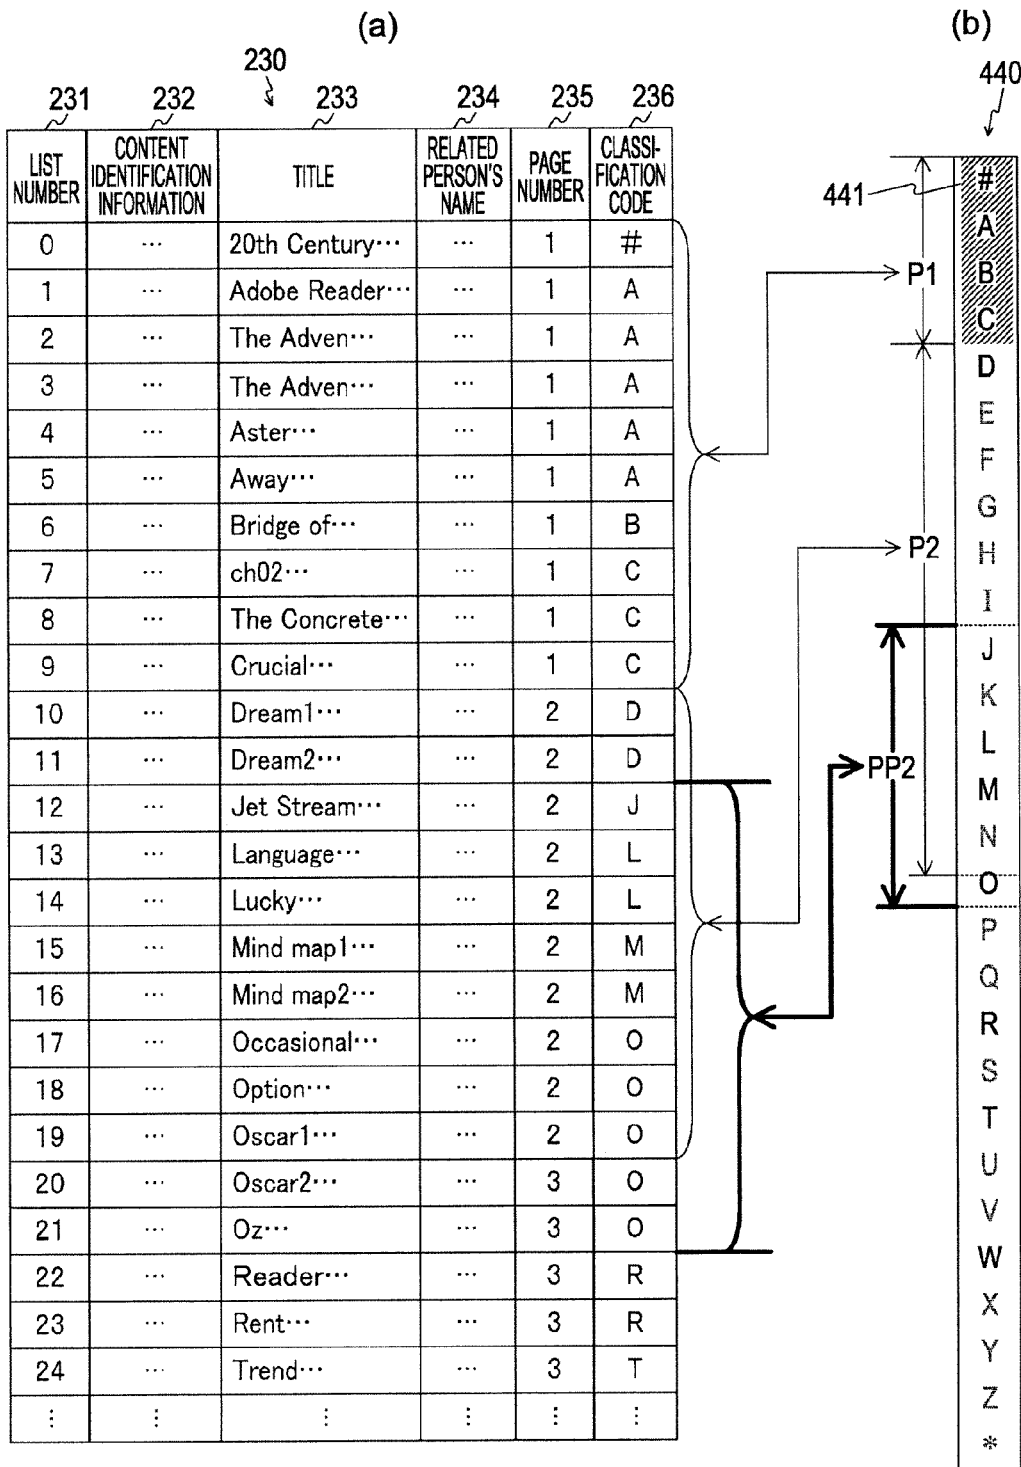 (a)
(b)
230
440
231 232 233 234 235 236
LIST NUMBER CONTENT IDENTIFICATION INFORMATION TITLE RELATED PERSON'S NAME PAGE NUMBER CLASSI-FICATION CODE
0 ··· 20th Century··· ··· 1 #
1 ··· Adobe Reader··· ··· 1 A
2 ··· The Adven··· ··· 1 A
3 ··· The Adven··· ··· 1 A
4 ··· Aster··· ··· 1 A
5 ··· Away··· ··· 1 A
6 ··· Bridge of··· ··· 1 B
7 ··· ch02··· ··· 1 C
8 ··· The Concrete··· ··· 1 C
9 ··· Crucial··· ··· 1 C
10 ··· Dream1··· ··· 2 D
11 ··· Dream2··· ··· 2 D
12 ··· Jet Stream··· ··· 2 J
13 ··· Language··· ··· 2 L
14 ··· Lucky··· ··· 2 L
15 ··· Mind map1··· ··· 2 M
16 ··· Mind map2··· ··· 2 M
17 ··· Occasional··· ··· 2 O
18 ··· Option··· ··· 2 O
19 ··· Oscar1··· ··· 2 O
20 ··· Oscar2··· ··· 3 O
21 ··· Oz··· ··· 3 O
22 ··· Reader··· ··· 3 R
23 ··· Rent··· ··· 3 R
24 ··· Trend··· ··· 3 T
⋮ ⋮ ⋮ ⋮ ⋮ ⋮
441
P1
P2
PP2
#
A
B
C
D
E
F
G
H
I
J
K
L
M
N
O
P
Q
R
S
T
U
V
W
X
Y
Z
*